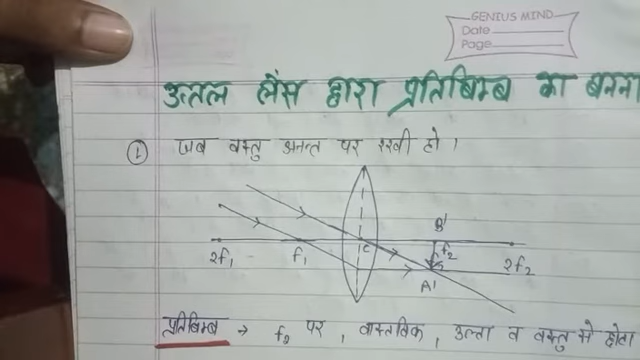 GENIUS MIND
Date
Page
उत्तल लेंस द्वारा प्रतिबिम्ब का बनना
① जब वस्तु अनन्त पर रखी हो।
B'
2f₁ f₁ C f₂ 2f₂
A'
प्रतिबिम्ब → f₂ पर, वास्तविक, उल्टा व वस्तु से होता